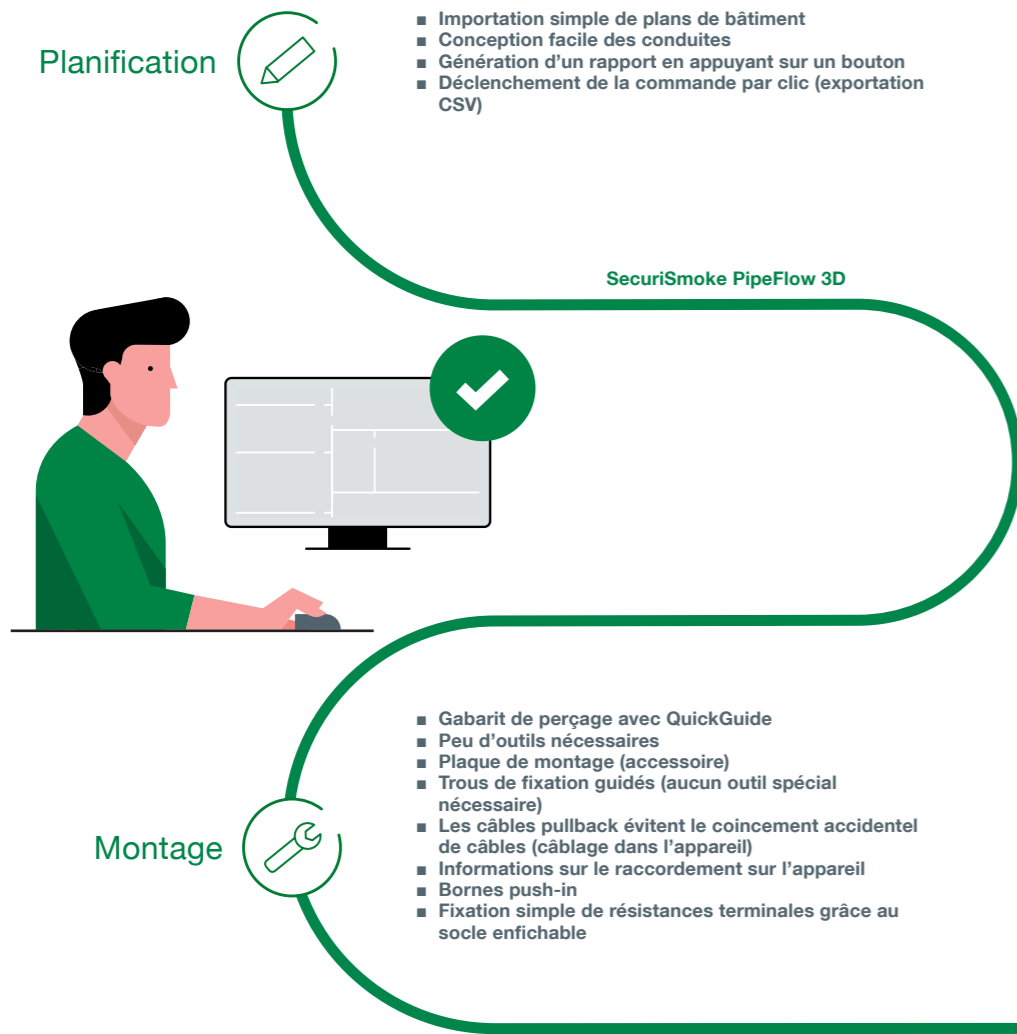 Planification
■ Importation simple de plans de bâtiment
■ Conception facile des conduites
■ Génération d'un rapport en appuyant sur un bouton
■ Déclenchement de la commande par clic (exportation
CSV)
SecuriSmoke PipeFlow 3D
Montage
■ Gabarit de perçage avec QuickGuide
■ Peu d'outils nécessaires
■ Plaque de montage (accessoire)
■ Trous de fixation guidés (aucun outil spécial
nécessaire)
■ Les câbles pullback évitent le coincement accidentel
de câbles (câblage dans l'appareil)
■ Informations sur le raccordement sur l'appareil
■ Bornes push-in
■ Fixation simple de résistances terminales grâce au
socle enfichable